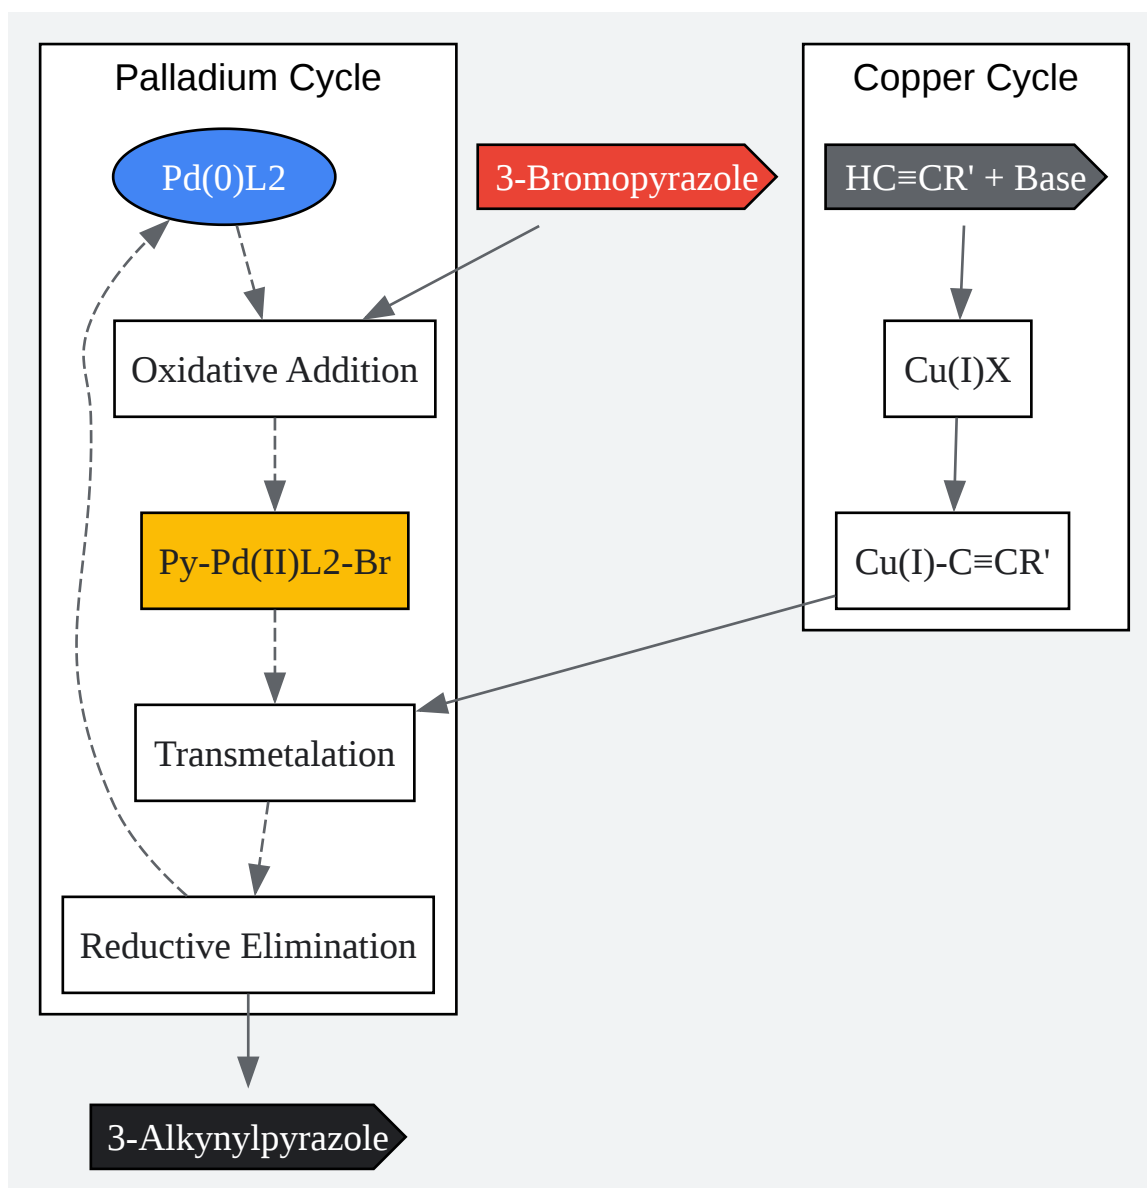 Palladium Cycle
Copper Cycle
Pd(0)L2
3-Bromopyrazole
HC≡CR' + Base
Oxidative Addition
Cu(I)X
Py-Pd(II)L2-Br
Cu(I)-C≡CR'
Transmetalation
Reductive Elimination
3-Alkynylpyrazole